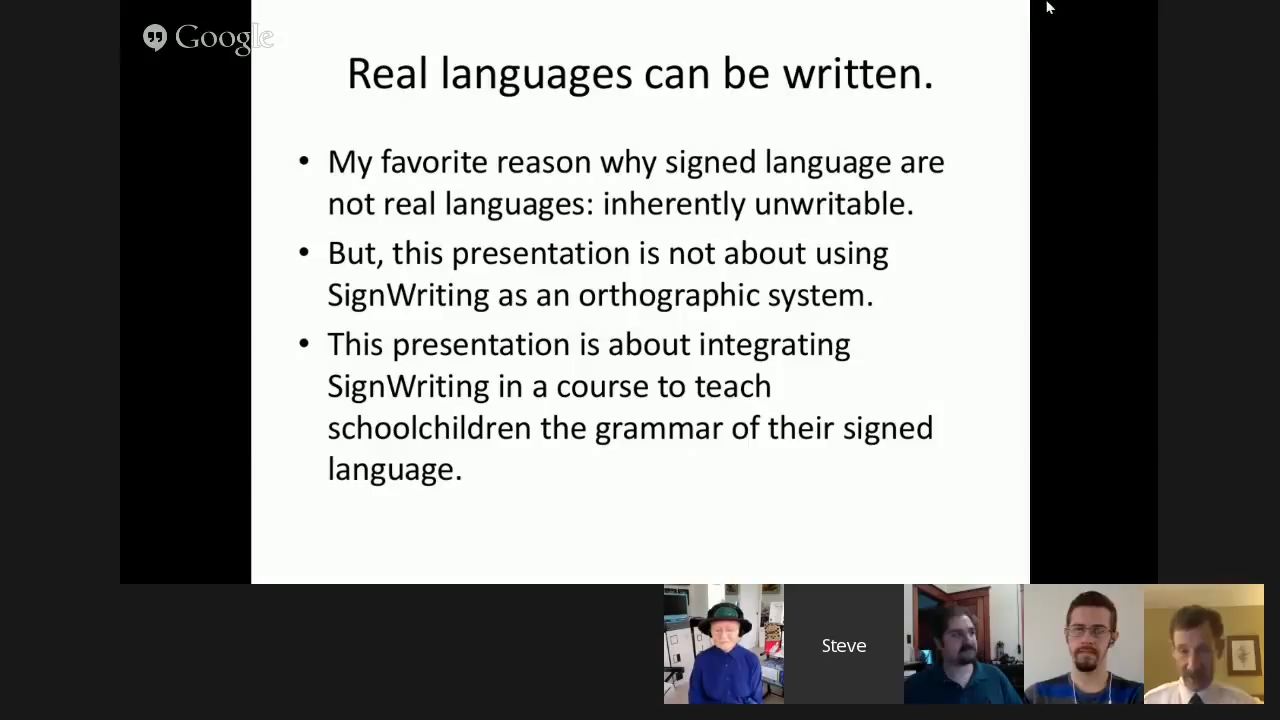 Google
Real languages can be written.
• My favorite reason why signed language are
not real languages: inherently unwritable.
• But, this presentation is not about using
SignWriting as an orthographic system.
• This presentation is about integrating
SignWriting in a course to teach
schoolchildren the grammar of their signed
language.
Steve